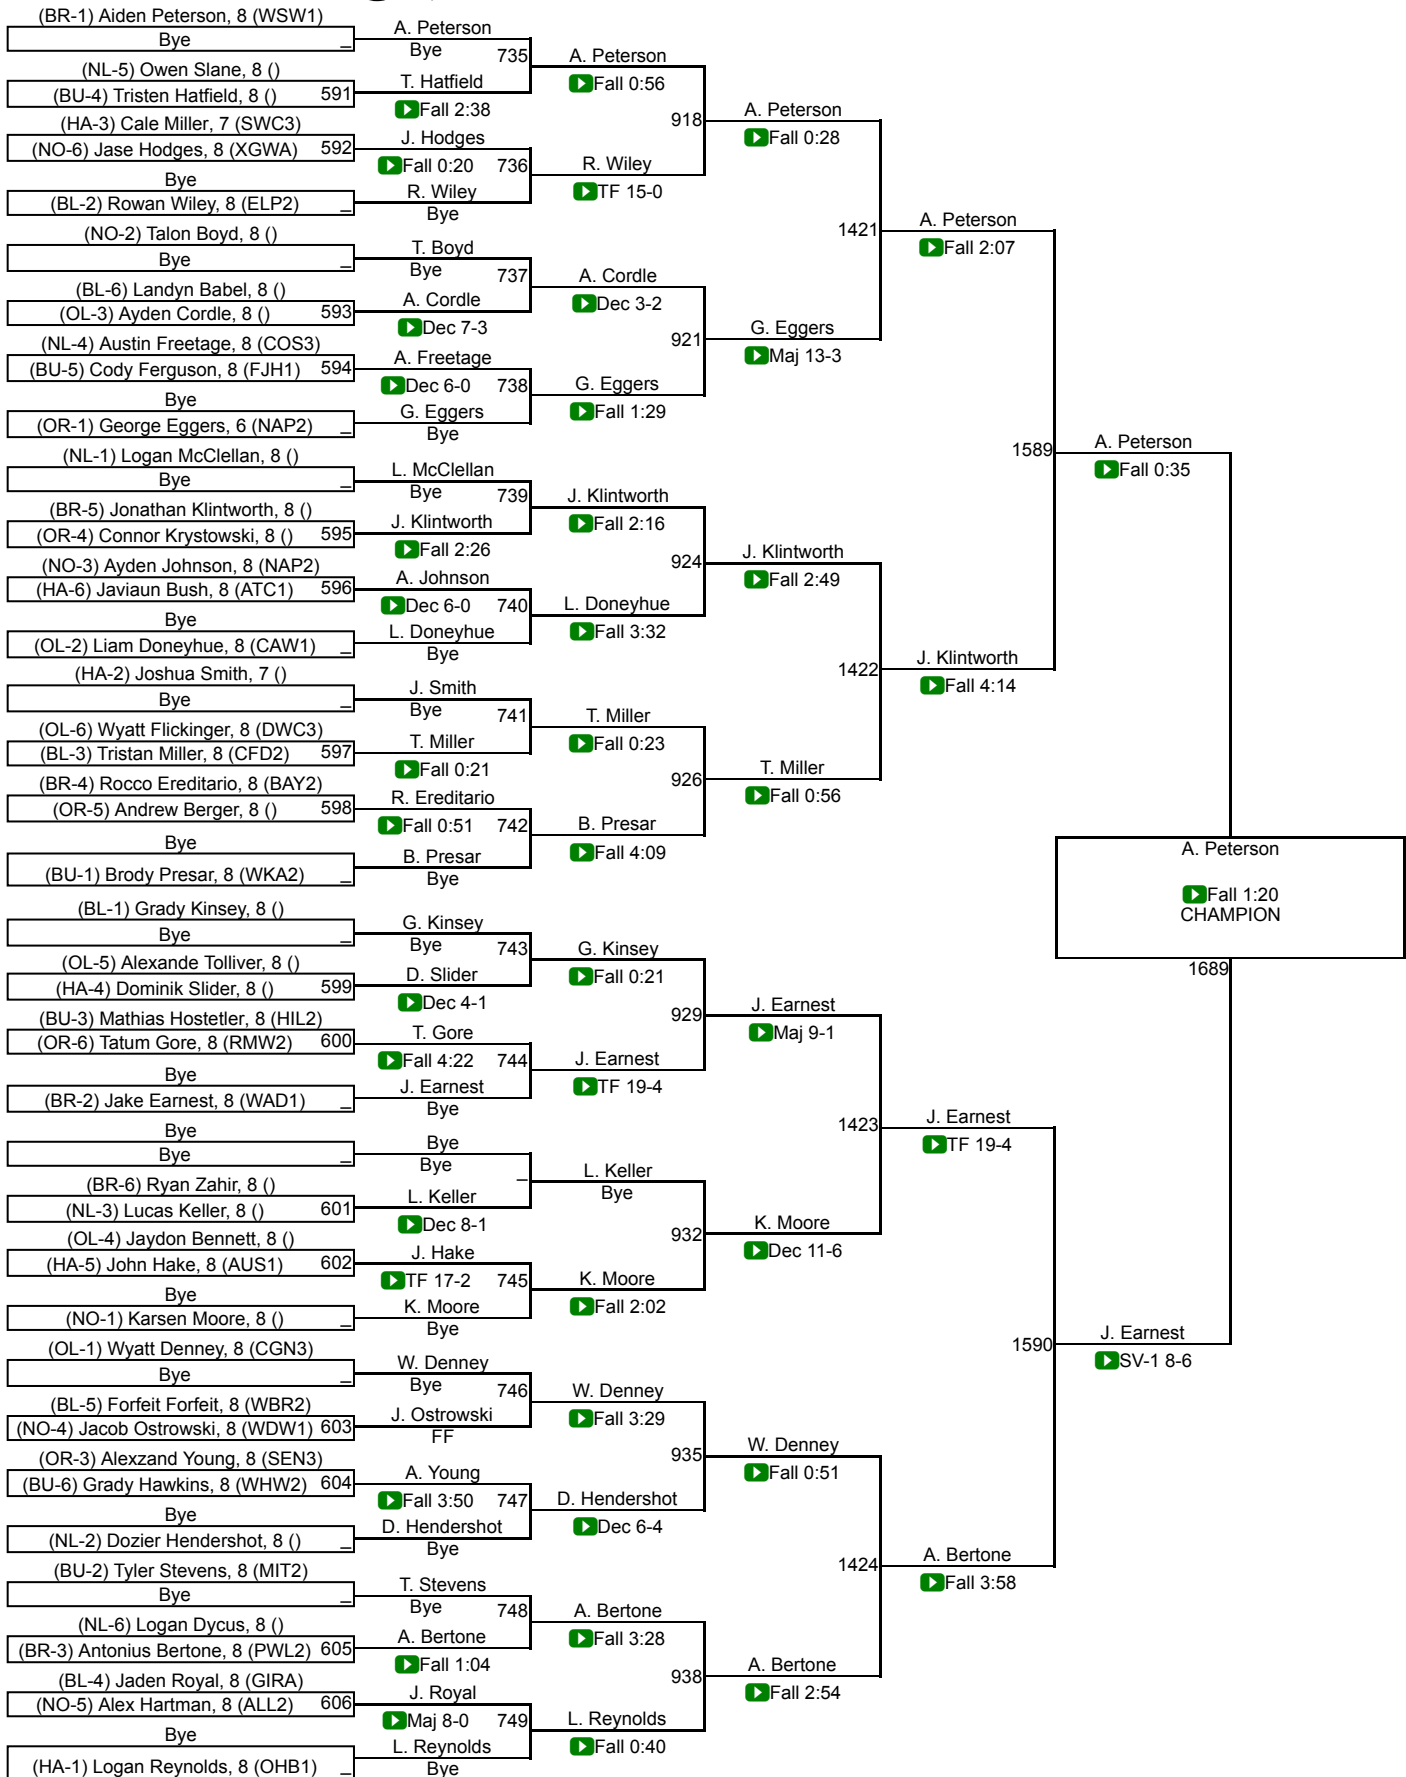 (BR-1) Aiden Peterson, 8 (WSW1)
Bye _
(NL-5) Owen Slane, 8 ()
(BU-4) Tristen Hatfield, 8 () 591
(HA-3) Cale Miller, 7 (SWC3)
(NO-6) Jase Hodges, 8 (XGWA) 592
Bye
(BL-2) Rowan Wiley, 8 (ELP2) _
(NO-2) Talon Boyd, 8 ()
Bye _
(BL-6) Landyn Babel, 8 ()
(OL-3) Ayden Cordle, 8 () 593
(NL-4) Austin Freetage, 8 (COS3)
(BU-5) Cody Ferguson, 8 (FJH1) 594
Bye
(OR-1) George Eggers, 6 (NAP2) _
(NL-1) Logan McClellan, 8 ()
Bye _
(BR-5) Jonathan Klintworth, 8 ()
(OR-4) Connor Krystowski, 8 () 595
(NO-3) Ayden Johnson, 8 (NAP2)
(HA-6) Javiaun Bush, 8 (ATC1) 596
Bye
(OL-2) Liam Doneyhue, 8 (CAW1) _
(HA-2) Joshua Smith, 7 ()
Bye _
(OL-6) Wyatt Flickinger, 8 (DWC3)
(BL-3) Tristan Miller, 8 (CFD2) 597
(BR-4) Rocco Ereditario, 8 (BAY2)
(OR-5) Andrew Berger, 8 () 598
Bye
(BU-1) Brody Presar, 8 (WKA2) _
(BL-1) Grady Kinsey, 8 ()
Bye _
(OL-5) Alexande Tolliver, 8 ()
(HA-4) Dominik Slider, 8 () 599
(BU-3) Mathias Hostetler, 8 (HIL2)
(OR-6) Tatum Gore, 8 (RMW2) 600
Bye
(BR-2) Jake Earnest, 8 (WAD1) _
Bye
Bye _
(BR-6) Ryan Zahir, 8 ()
(NL-3) Lucas Keller, 8 () 601
(OL-4) Jaydon Bennett, 8 ()
(HA-5) John Hake, 8 (AUS1) 602
Bye
(NO-1) Karsen Moore, 8 () _
(OL-1) Wyatt Denney, 8 (CGN3)
Bye _
(BL-5) Forfeit Forfeit, 8 (WBR2)
(NO-4) Jacob Ostrowski, 8 (WDW1) 603
(OR-3) Alexzand Young, 8 (SEN3)
(BU-6) Grady Hawkins, 8 (WHW2) 604
Bye
(NL-2) Dozier Hendershot, 8 () _
(BU-2) Tyler Stevens, 8 (MIT2)
Bye _
(NL-6) Logan Dycus, 8 ()
(BR-3) Antonius Bertone, 8 (PWL2) 605
(BL-4) Jaden Royal, 8 (GIRA)
(NO-5) Alex Hartman, 8 (ALL2) 606
Bye
(HA-1) Logan Reynolds, 8 (OHB1) _
A. Peterson
Bye 735
T. Hatfield
Fall 2:38
J. Hodges
Fall 0:20 736
R. Wiley
Bye
T. Boyd
Bye 737
A. Cordle
Dec 7-3
A. Freetage
Dec 6-0 738
G. Eggers
Bye
L. McClellan
Bye 739
J. Klintworth
Fall 2:26
A. Johnson
Dec 6-0 740
L. Doneyhue
Bye
J. Smith
Bye 741
T. Miller
Fall 0:21
R. Ereditario
Fall 0:51 742
B. Presar
Bye
G. Kinsey
Bye 743
D. Slider
Dec 4-1
T. Gore
Fall 4:22 744
J. Earnest
Bye
Bye
Bye _
L. Keller
Dec 8-1
J. Hake
TF 17-2 745
K. Moore
Bye
W. Denney
Bye 746
J. Ostrowski
FF
A. Young
Fall 3:50 747
D. Hendershot
Bye
T. Stevens
Bye 748
A. Bertone
Fall 1:04
J. Royal
Maj 8-0 749
L. Reynolds
Bye
A. Peterson
Fall 0:56
918
R. Wiley
TF 15-0
A. Cordle
Dec 3-2
921
G. Eggers
Fall 1:29
J. Klintworth
Fall 2:16
924
L. Doneyhue
Fall 3:32
T. Miller
Fall 0:23
926
B. Presar
Fall 4:09
G. Kinsey
Fall 0:21
929
J. Earnest
TF 19-4
L. Keller
Bye
932
K. Moore
Fall 2:02
W. Denney
Fall 3:29
935
D. Hendershot
Dec 6-4
A. Bertone
Fall 3:28
938
L. Reynolds
Fall 0:40
A. Peterson
Fall 0:28
1421
G. Eggers
Maj 13-3
J. Klintworth
Fall 2:49
1422
T. Miller
Fall 0:56
J. Earnest
Maj 9-1
1423
K. Moore
Dec 11-6
W. Denney
Fall 0:51
1424
A. Bertone
Fall 2:54
A. Peterson
Fall 2:07
1589
J. Klintworth
Fall 4:14
J. Earnest
TF 19-4
1590
A. Bertone
Fall 3:58
A. Peterson
Fall 0:35
J. Earnest
SV-1 8-6
A. Peterson
Fall 1:20
CHAMPION
1689